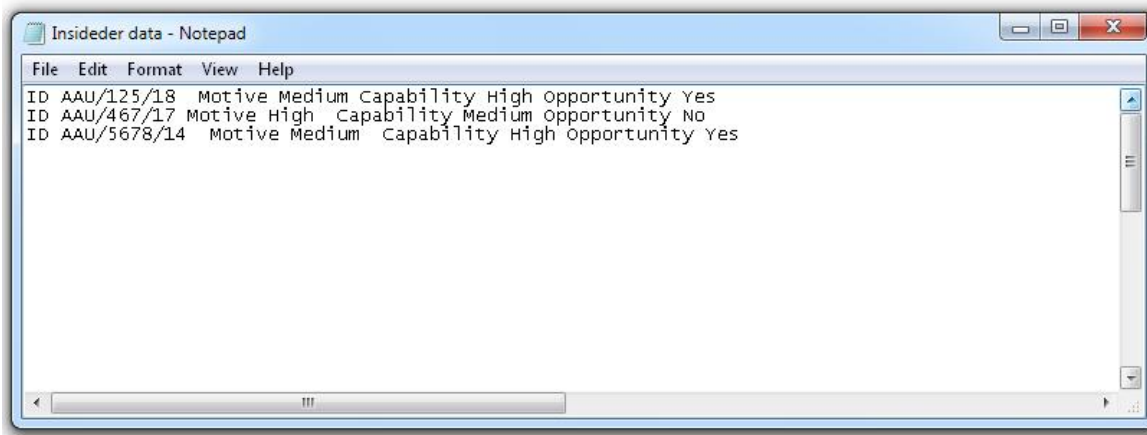 Insideder data - Notepad
File Edit Format View Help
ID AAU/125/18  Motive Medium Capability High Opportunity Yes
ID AAU/467/17 Motive High  Capability Medium Opportunity No
ID AAU/5678/14  Motive Medium  Capability High Opportunity Yes